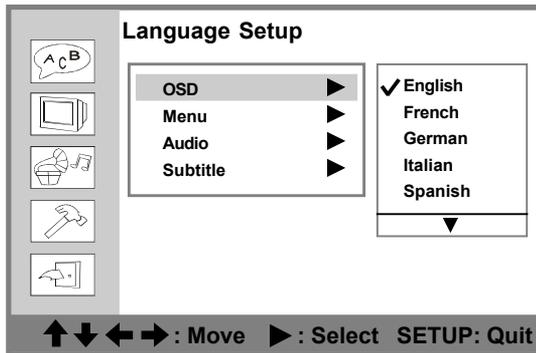 Language Setup
A C B
OSD ▶
Menu ▶
Audio ▶
Subtitle ▶
✓ English
French
German
Italian
Spanish
▼
↑ ↓ ← → : Move ▶ : Select SETUP: Quit